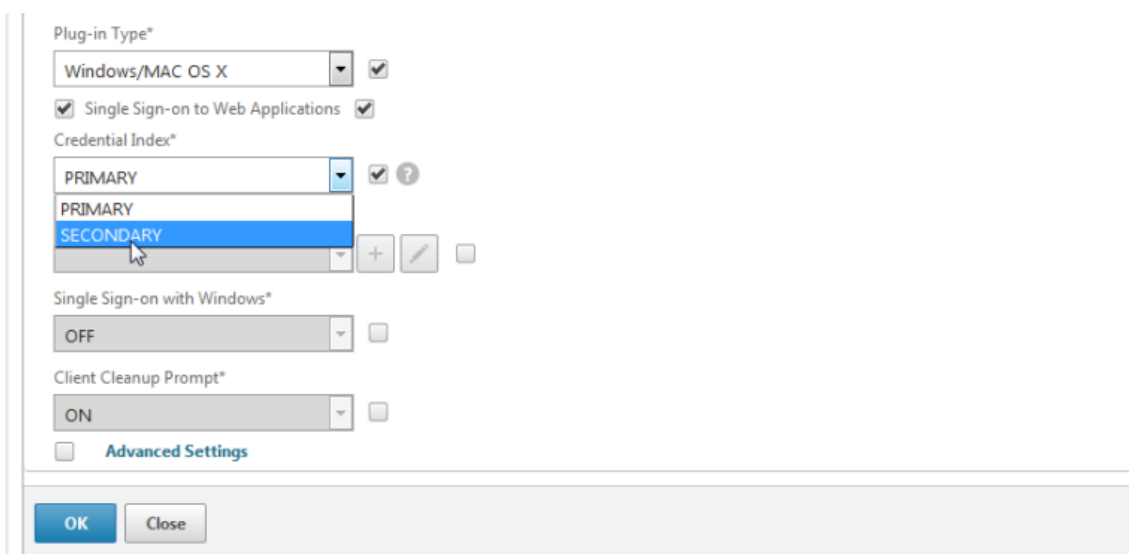 Plug-in Type*
Windows/MAC OS X
Single Sign-on to Web Applications
Credential Index*
PRIMARY
?
PRIMARY
SECONDARY
+
Single Sign-on with Windows*
OFF
Client Cleanup Prompt*
ON
Advanced Settings
OK Close